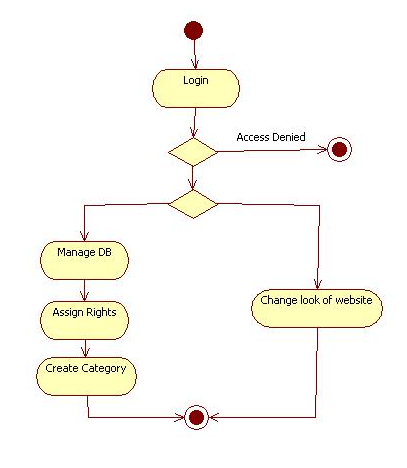 Login
Access Denied
Manage DB
Assign Rights
Change look of website
Create Category